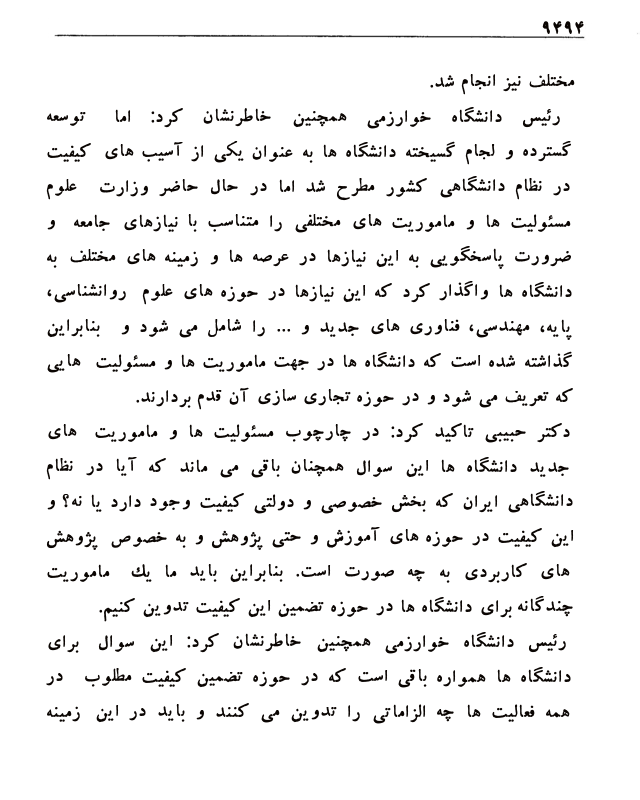 ۹۴۹۴
مختلف نیز انجام شد.
رئیس دانشگاه خوارزمی همچنین خاطرنشان کرد: اما توسعه
گسترده و لجام گسیخته دانشگاه ها به عنوان یکی از آسیب های کیفیت
در نظام دانشگاهی کشور مطرح شد اما در حال حاضر وزارت علوم
مسئولیت ها و ماموریت های مختلفی را متناسب با نیازهای جامعه و
ضرورت پاسخگویی به این نیازها در عرصه ها و زمینه های مختلف به
دانشگاه ها واگذار کرد که این نیازها در حوزه های علوم روانشناسی،
پایه، مهندسی، فناوری های جدید و ... را شامل می شود و بنابراین
گذاشته شده است که دانشگاه ها در جهت ماموریت ها و مسئولیت هایی
که تعریف می شود و در حوزه تجاری سازی آن قدم بردارند.
دکتر حبیبی تاکید کرد: در چارچوب مسئولیت ها و ماموریت های
جدید دانشگاه ها این سوال همچنان باقی می ماند که آیا در نظام
دانشگاهی ایران که بخش خصوصی و دولتی کیفیت وجود دارد یا نه؟ و
این کیفیت در حوزه های آموزش و حتی پژوهش و به خصوص پژوهش
های کاربردی به چه صورت است. بنابراین باید ما یك ماموریت
چندگانه برای دانشگاه ها در حوزه تضمین این کیفیت تدوین کنیم.
رئیس دانشگاه خوارزمی همچنین خاطرنشان کرد: این سوال برای
دانشگاه ها همواره باقی است که در حوزه تضمین کیفیت مطلوب در
همه فعالیت ها چه الزاماتی را تدوین می کنند و باید در این زمینه